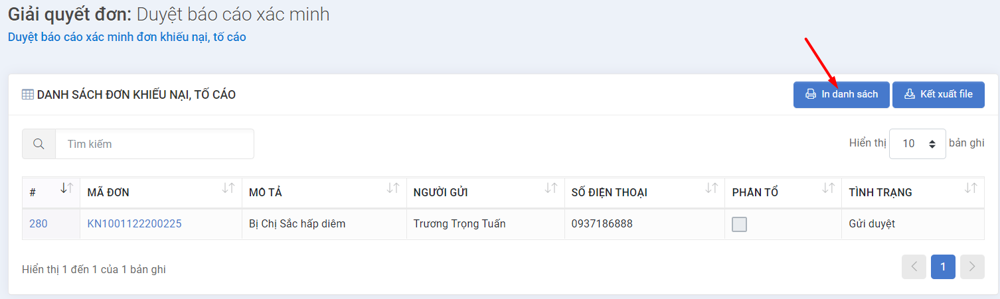 Giải quyết đơn: Duyệt báo cáo xác minh
Duyệt báo cáo xác minh đơn khiếu nại, tố cáo
DANH SÁCH ĐƠN KHIẾU NẠI, TỐ CÁO
In danh sách
Kết xuất file
Tìm kiếm
Hiển thị 10 bản ghi
# MÃ ĐƠN MÔ TẢ NGƯỜI GỬI SỐ ĐIỆN THOẠI PHẢN TỐ TÌNH TRẠNG
280 KN1001122200225 Bị Chị Sắc hấp diêm Trương Trọng Tuấn 0937186888 Gửi duyệt
Hiển thị 1 đến 1 của 1 bản ghi
1